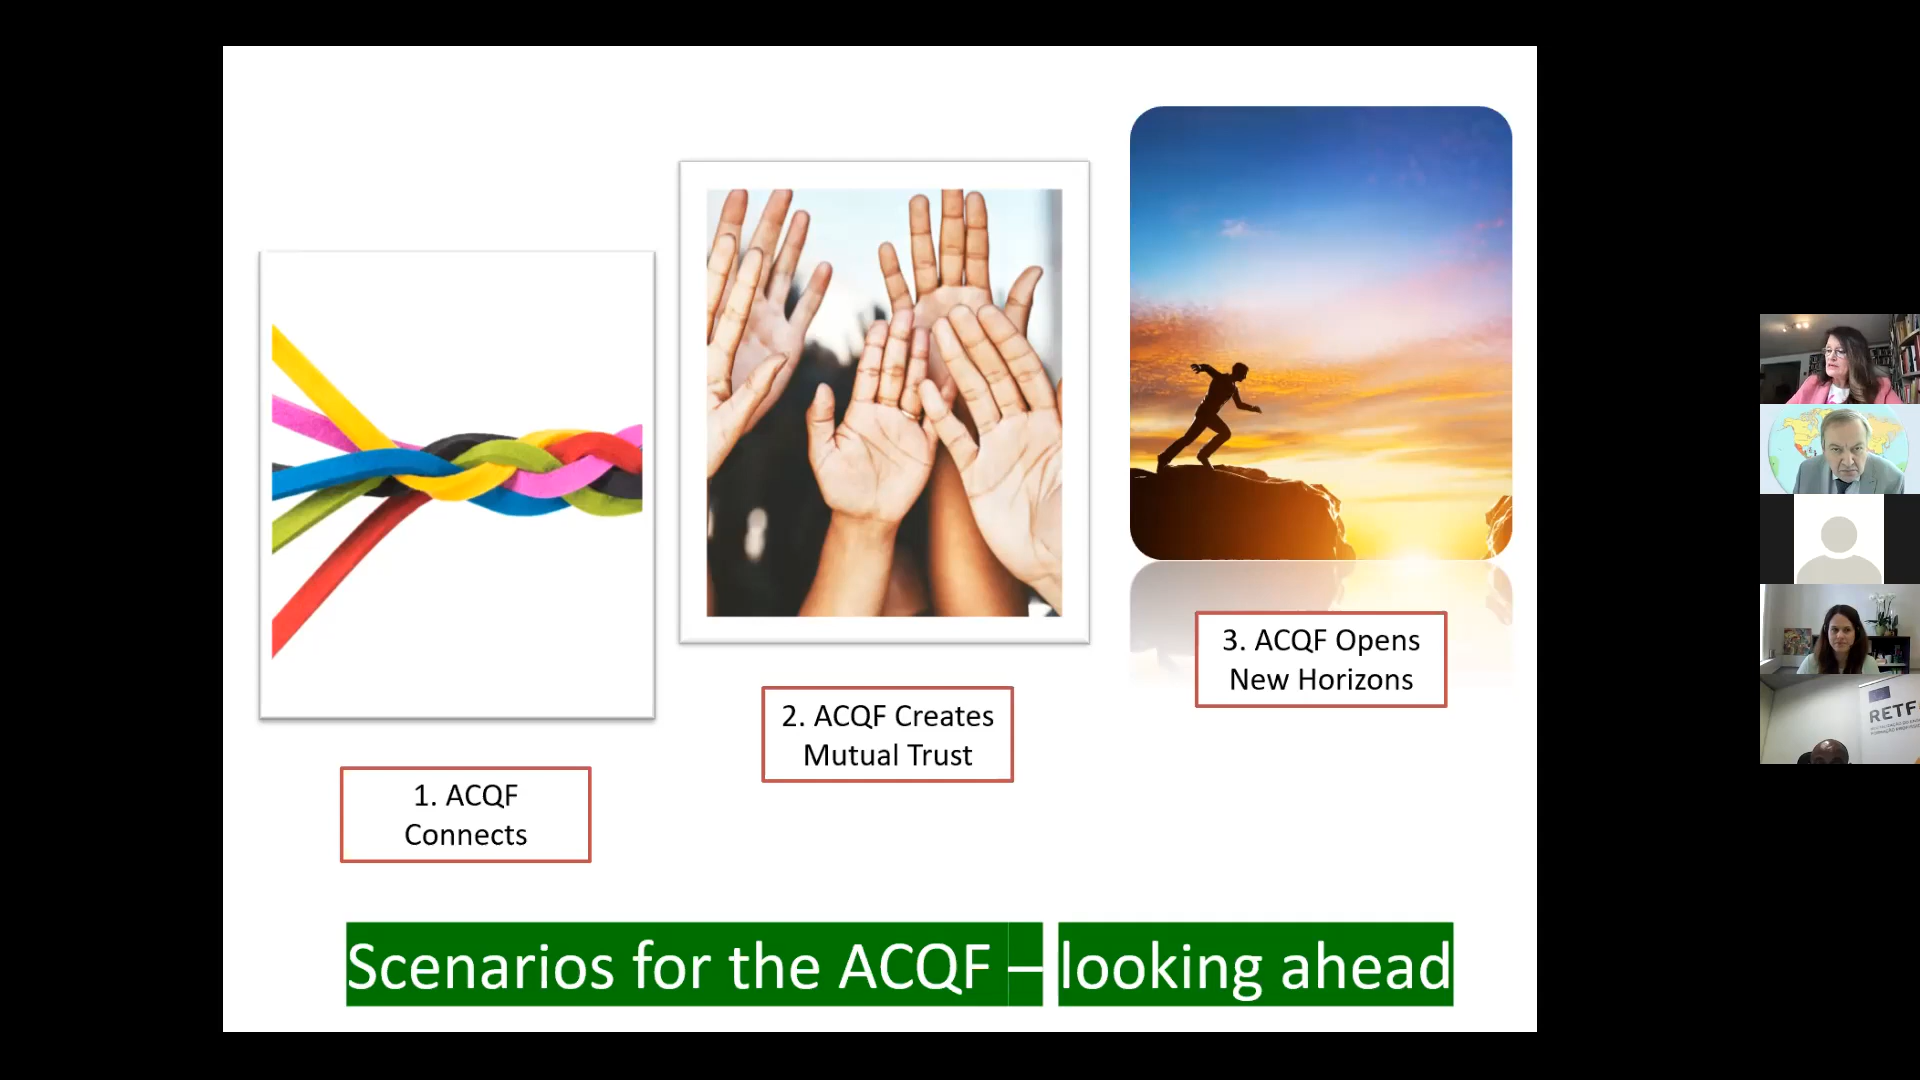 1. ACQF
Connects
2. ACQF Creates
Mutual Trust
3. ACQF Opens
New Horizons
Scenarios for the ACQF – looking ahead
RETF